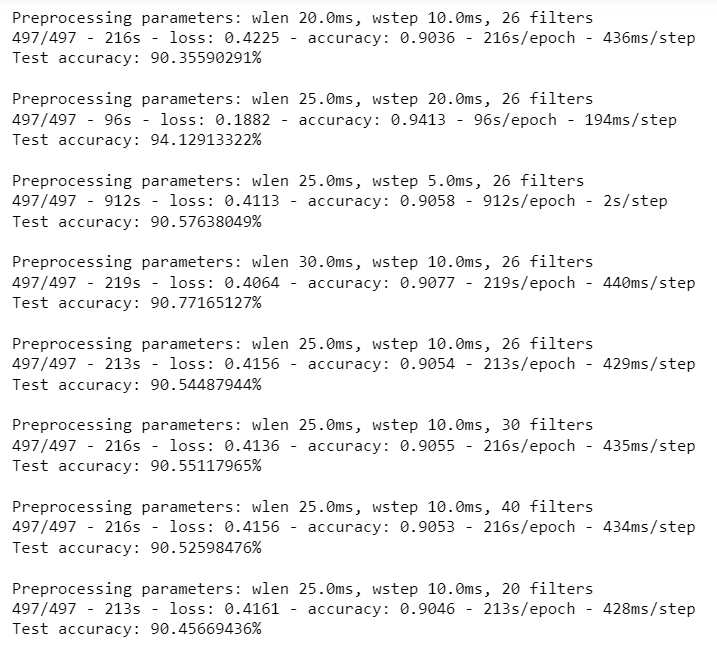 Preprocessing parameters: wlen 20.0ms, wstep 10.0ms, 26 filters
497/497 - 216s - loss: 0.4225 - accuracy: 0.9036 - 216s/epoch - 436ms/step
Test accuracy: 90.35590291%
Preprocessing parameters: wlen 25.0ms, wstep 20.0ms, 26 filters
497/497 - 96s - loss: 0.1882 - accuracy: 0.9413 - 96s/epoch - 194ms/step
Test accuracy: 94.12913322%
Preprocessing parameters: wlen 25.0ms, wstep 5.0ms, 26 filters
497/497 - 912s - loss: 0.4113 - accuracy: 0.9058 - 912s/epoch - 2s/step
Test accuracy: 90.57638049%
Preprocessing parameters: wlen 30.0ms, wstep 10.0ms, 26 filters
497/497 - 219s - loss: 0.4064 - accuracy: 0.9077 - 219s/epoch - 440ms/step
Test accuracy: 90.77165127%
Preprocessing parameters: wlen 25.0ms, wstep 10.0ms, 26 filters
497/497 - 213s - loss: 0.4156 - accuracy: 0.9054 - 213s/epoch - 429ms/step
Test accuracy: 90.54487944%
Preprocessing parameters: wlen 25.0ms, wstep 10.0ms, 30 filters
497/497 - 216s - loss: 0.4136 - accuracy: 0.9055 - 216s/epoch - 435ms/step
Test accuracy: 90.55117965%
Preprocessing parameters: wlen 25.0ms, wstep 10.0ms, 40 filters
497/497 - 216s - loss: 0.4156 - accuracy: 0.9053 - 216s/epoch - 434ms/step
Test accuracy: 90.52598476%
Preprocessing parameters: wlen 25.0ms, wstep 10.0ms, 20 filters
497/497 - 213s - loss: 0.4161 - accuracy: 0.9046 - 213s/epoch - 428ms/step
Test accuracy: 90.45669436%